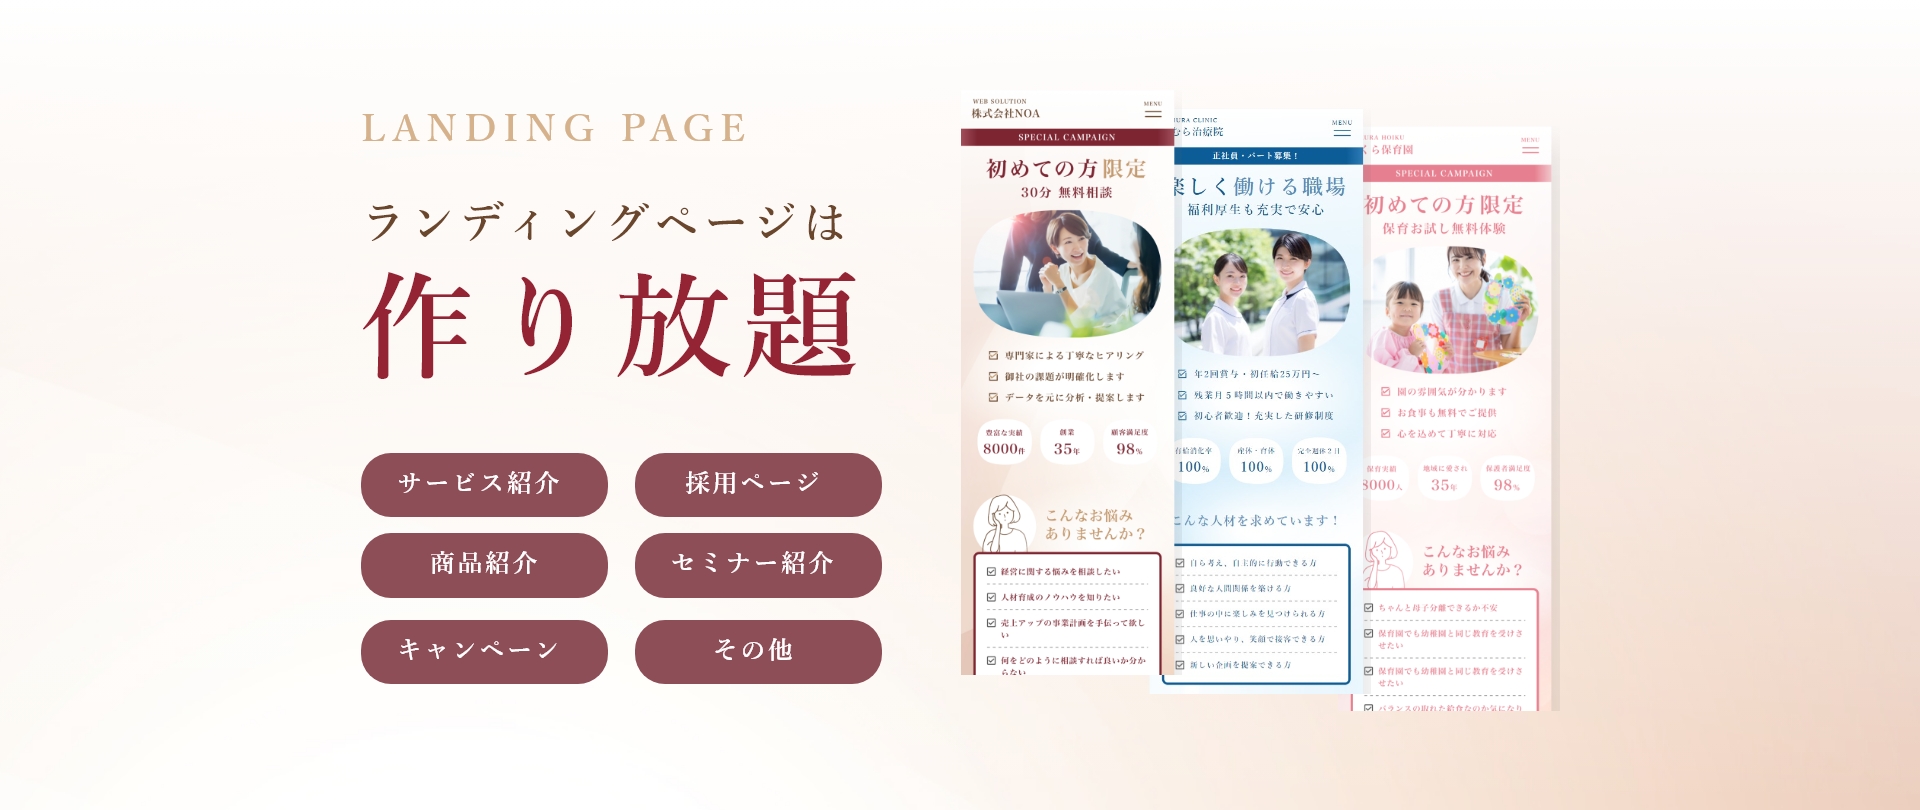 LANDING PAGE
ランディングページは
作り放題
サービス紹介
採用ページ
商品紹介
セミナー紹介
キャンペーン
その他
WEB SOLUTION
株式会社NOA
MENU
SPECIAL CAMPAIGN
初めての方限定
30分 無料相談
専門家による丁寧なヒアリング
御社の課題が明確化します
データを元に分析・提案します
豊富な実績
8000件
創業
35年
顧客満足度
98%
こんなお悩み
ありませんか？
経営に関する悩みを相談したい
人材育成のノウハウを知りたい
売上アップの事業計画を手伝って欲し
い
何をどのように相談すれば良いか分か
らない
URA CLINIC
むら治療院
MENU
正社員・パート募集！
楽しく働ける職場
福利厚生も充実で安心
年2回賞与・初任給25万円～
残業月５時間以内で働きやすい
初心者歓迎！充実した研修制度
有給消化率
100%
産休・育休
100%
完全週休２日
100%
こんな人材を求めています！
自ら考え、自主的に行動できる方
良好な人間関係を築ける方
仕事の中に楽しみを見つけられる方
人を思いやり、笑顔で接客できる方
新しい企画を提案できる方
URA HOIKU
くら保育園
MENU
SPECIAL CAMPAIGN
初めての方限定
保育お試し無料体験
園の雰囲気が分かります
お食事も無料でご提供
心を込めて丁寧に対応
保育実績
8000人
地域に愛され
35年
保護者満足度
98%
こんなお悩み
ありませんか？
ちゃんと母子分離できるか不安
保育園でも幼稚園と同じ教育を受けさ
せたい
保育園でも幼稚園と同じ教育を受けさ
せたい
バランスの取れた給食なのか気になり